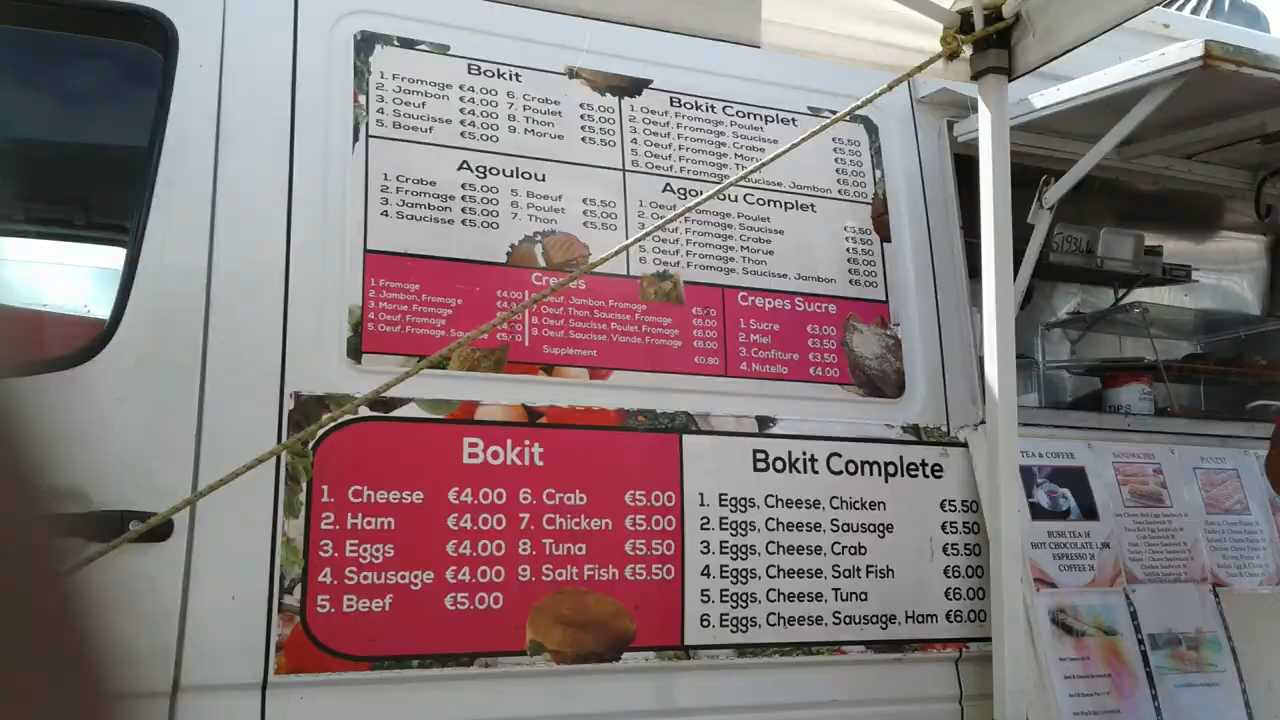 Bokit
1. Fromage €4.00 6. Crabe €5.00
2. Jambon €4.00 7. Poulet €5.00
3. Oeuf €4.00 8. Thon €5.50
4. Saucisse €4.00 9. Morue €5.50
5. Boeuf €5.00
Bokit Complet
1. Oeuf, Fromage, Poulet €5,50
2. Oeuf, Fromage, Saucisse €5,50
3. Oeuf, Fromage, Crabe €5,50
4. Oeuf, Fromage, Morue €6,00
5. Oeuf, Fromage, €6,00
6. Oeuf, Fromage, Saucisse, Jambon €6,00
Agoulou
1. Crabe €5.00 5. Boeuf €5,50
2. Fromage €5.00 6. Poulet €5,00
3. Jambon €5.00 7. Thon €5,50
4. Saucisse €5,00
Agoulou Complet
1. Oeuf, Fromage, Poulet €5,50
2. Oeuf, Fromage, Saucisse €5,50
3. Oeuf, Fromage, Crabe €5,50
5. Oeuf, Fromage, Morue €6,00
5. Oeuf, Fromage, Thon €6,00
6. Oeuf, Fromage, Saucisse, Jambon €6,00
Crepes
1. Fromage €4.00
2. Jambon, Fromage
3. Morue, Fromage
4. Oeuf, Fromage
5. Oeuf, Fromage, Saucisse
Oeuf, Jambon, Fromage
7. Oeuf, Thon, Saucisse, Fromage €6.00
8. Oeuf, Saucisse, Poulet, Fromage €6.00
9. Oeuf, Saucisse, Viande, Fromage €6.00
Supplément €0.80
Crepes Sucre
1. Sucre €3,00
2. Miel €3,50
3. Confiture €3,50
4. Nutella €4.00
Bokit
1. Cheese €4.00 6. Crab €5.00
2. Ham €4.00 7. Chicken €5.00
3. Eggs €4.00 8. Tuna €5.50
4. Sausage €4.00 9. Salt Fish €5.50
5. Beef €5.00
Bokit Complete
1. Eggs, Cheese, Chicken €5.50
2. Eggs, Cheese, Sausage €5.50
3. Eggs, Cheese, Crab €5.50
4. Eggs, Cheese, Salt Fish €6.00
5. Eggs, Cheese, Tuna €6.00
6. Eggs, Cheese, Sausage, Ham €6.00
TIPS
TEA & COFFEE
BUSH TEA 1€
HOT CHOCOLATE 1,50€
ESPRESSO 2€
COFFEE 2€
SANDWICHES
PANINI